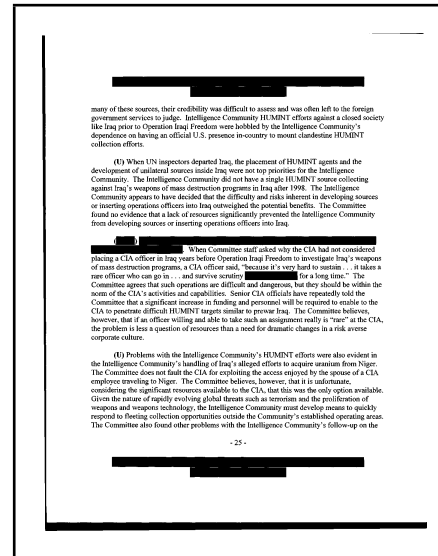 many of these sources, their credibility was difficult to assess and was often left to the foreign
government services to judge. Intelligence Community HUMINT efforts against a closed society
like Iraq prior to Operation Iraqi Freedom were hobbled by the Intelligence Community's
dependence on having an official U.S. presence in-country to mount clandestine HUMINT
collection efforts.
(U) When UN inspectors departed Iraq, the placement of HUMINT agents and the
development of unilateral sources inside Iraq were not top priorities for the Intelligence
Community. The Intelligence Community did not have a single HUMINT source collecting
against Iraq's weapons of mass destruction programs in Iraq after 1998. The Intelligence
Community appears to have decided that the difficulty and risks inherent in developing sources
or inserting operations officers into Iraq outweighed the potential benefits. The Committee
found no evidence that a lack of resources significantly prevented the Intelligence Community
from developing sources or inserting operations officers into Iraq.
. When Committee staff asked why the CIA had not considered
placing a CIA officer in Iraq years before Operation Iraqi Freedom to investigate Iraq's weapons
of mass destruction programs, a CIA officer said, "because it's very hard to sustain . . . it takes a
rare officer who can go in . . . and survive scrutiny for a long time." The
Committee agrees that such operations are difficult and dangerous, but they should be within the
norm of the CIA's activities and capabilities. Senior CIA officials have repeatedly told the
Committee that a significant increase in funding and personnel will be required to enable to the
CIA to penetrate difficult HUMINT targets similar to prewar Iraq. The Committee believes,
however, that if an officer willing and able to take such an assignment really is "rare" at the CIA,
the problem is less a question of resources than a need for dramatic changes in a risk averse
corporate culture.
(U) Problems with the Intelligence Community's HUMINT efforts were also evident in
the Intelligence Community's handling of Iraq's alleged efforts to acquire uranium from Niger.
The Committee does not fault the CIA for exploiting the access enjoyed by the spouse of a CIA
employee traveling to Niger. The Committee believes, however, that it is unfortunate,
considering the significant resources available to the CIA, that this was the only option available.
Given the nature of rapidly evolving global threats such as terrorism and the proliferation of
weapons and weapons technology, the Intelligence Community must develop means to quickly
respond to fleeting collection opportunities outside the Community's established operating areas.
The Committee also found other problems with the Intelligence Community's follow-up on the
- 25 -